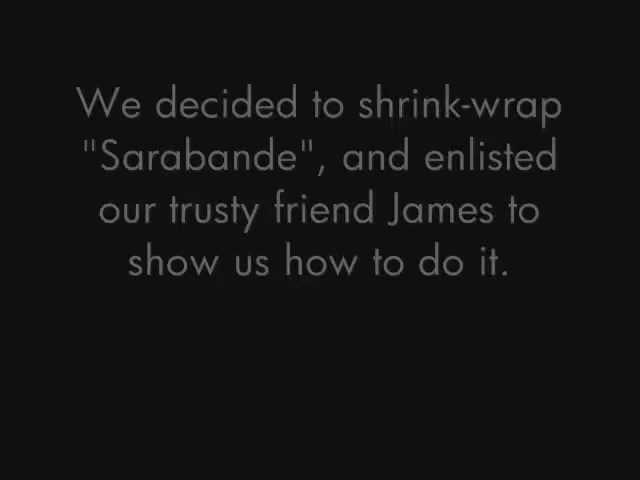 We decided to shrink-wrap
"Sarabande", and enlisted
our trusty friend James to
show us how to do it.